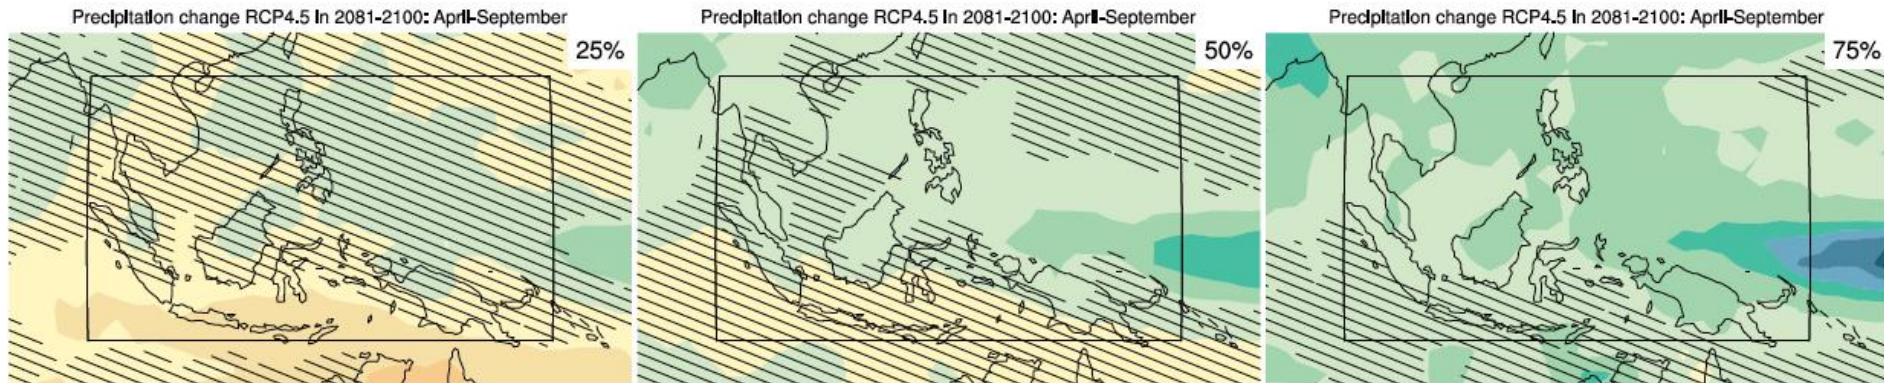 Precipitation change RCP4.5 in 2081-2100: April-September
25%
Precipitation change RCP4.5 in 2081-2100: April-September
50%
Precipitation change RCP4.5 in 2081-2100: April-September
75%